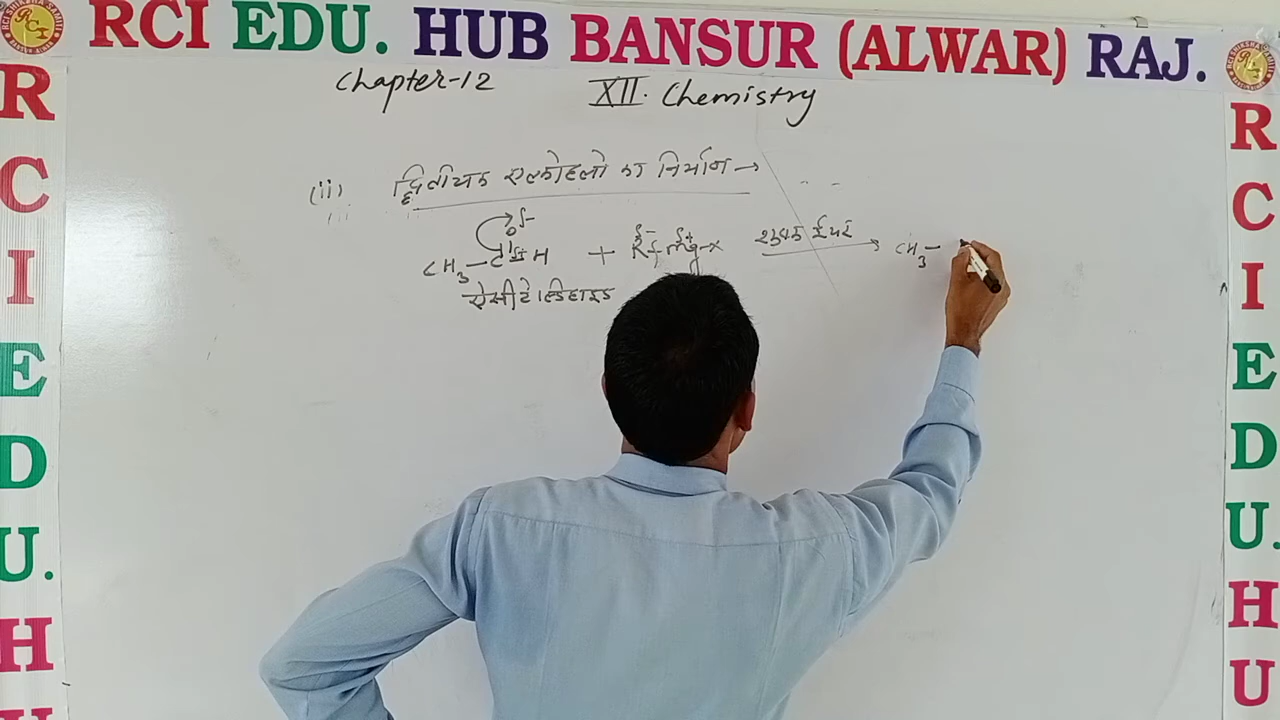 RCI EDU. HUB BANSUR (ALWAR) RAJ.
Chapter-12 XII. Chemistry
(ii) द्वितीयक एल्कोहलो का निर्माण →
O δ-
CH3-C δ+ H + R δ- Mg δ+ -X शुष्क ईथर → CH3-
ऐसीटेल्डिहाइड
R
C
I
E
D
U.
H
R
C
I
E
D
U.
H
U